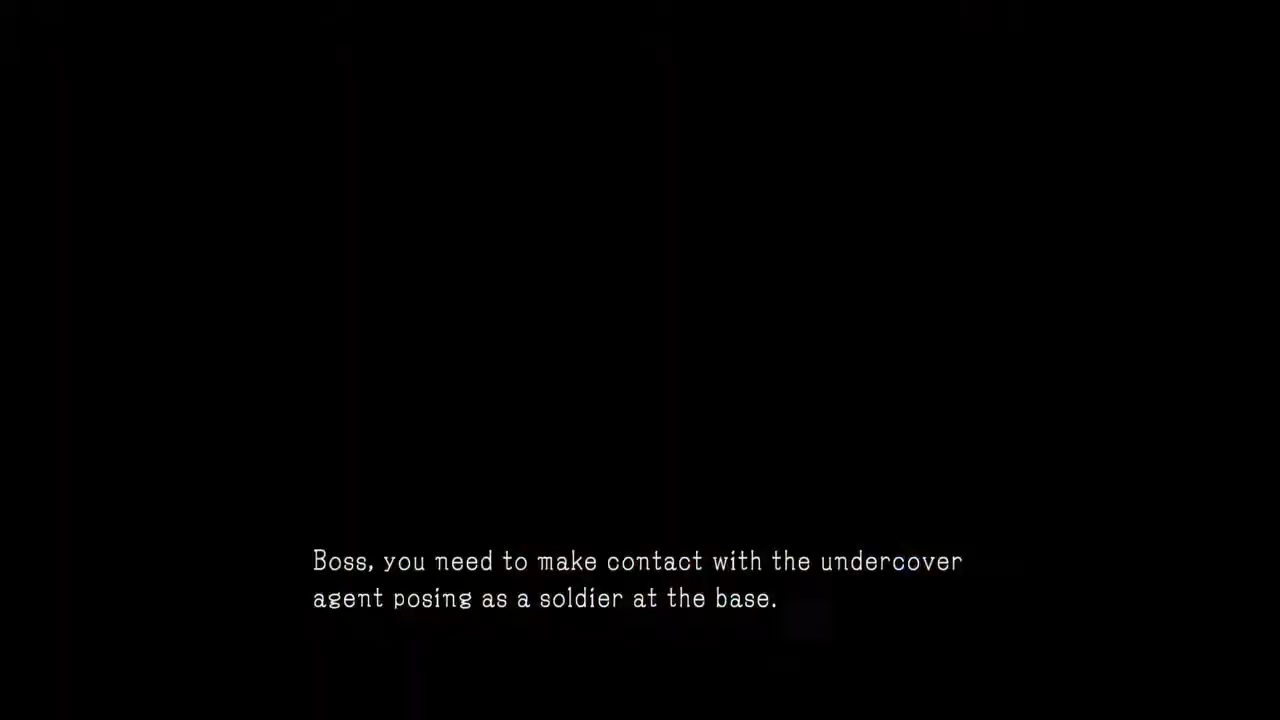 Boss, you need to make contact with the undercover
agent posing as a soldier at the base.